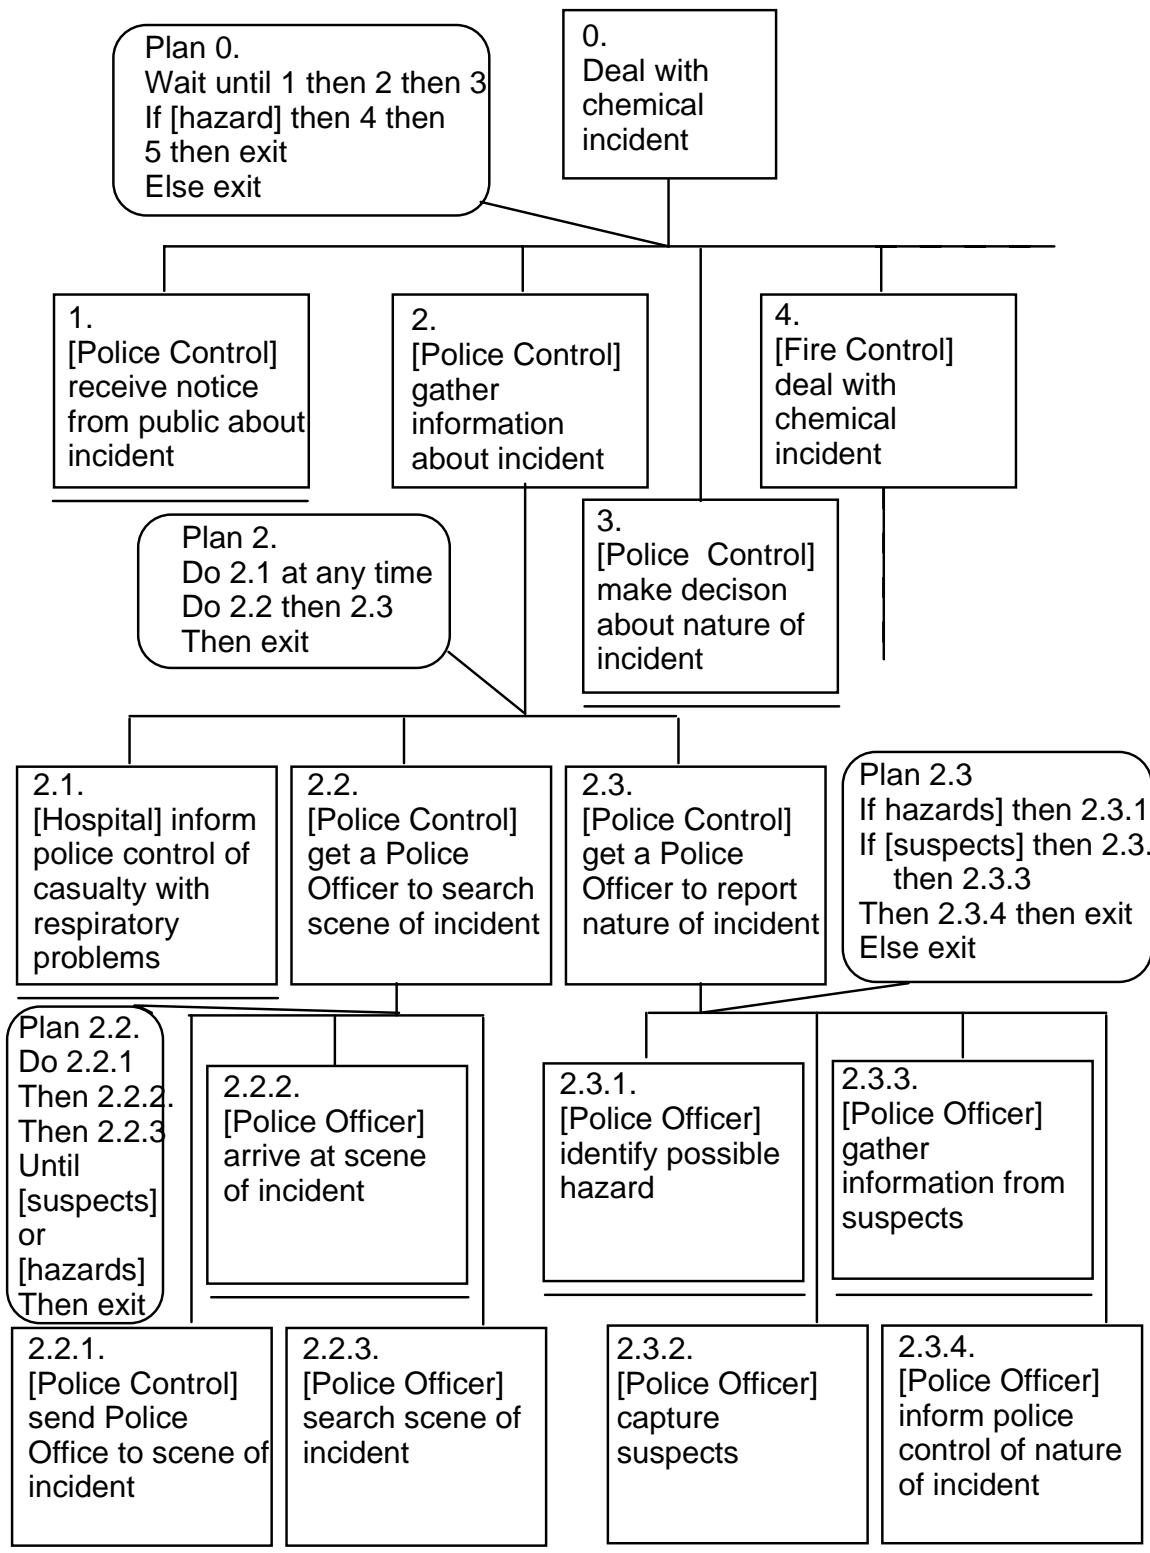 Plan 0.
Wait until 1 then 2 then 3
If [hazard] then 4 then
5 then exit
Else exit
0.
Deal with
chemical
incident
1.
[Police Control]
receive notice
from public about
incident
2.
[Police Control]
gather
information
about incident
4.
[Fire Control]
deal with
chemical
incident
3.
[Police Control]
make decison
about nature of
incident
Plan 2.
Do 2.1 at any time
Do 2.2 then 2.3
Then exit
2.1.
[Hospital] inform
police control of
casualty with
respiratory
problems
2.2.
[Police Control]
get a Police
Officer to search
scene of incident
2.3.
[Police Control]
get a Police
Officer to report
nature of incident
Plan 2.3
If hazards] then 2.3.1
If [suspects] then 2.3.
then 2.3.3
Then 2.3.4 then exit
Else exit
Plan 2.2.
Do 2.2.1
Then 2.2.2.
Then 2.2.3
Until
[suspects]
or
[hazards]
Then exit
2.2.2.
[Police Officer]
arrive at scene
of incident
2.3.1.
[Police Officer]
identify possible
hazard
2.3.3.
[Police Officer]
gather
information from
suspects
2.2.1.
[Police Control]
send Police
Office to scene of
incident
2.2.3.
[Police Officer]
search scene of
incident
2.3.2.
[Police Officer]
capture
suspects
2.3.4.
[Police Officer]
inform police
control of nature
of incident